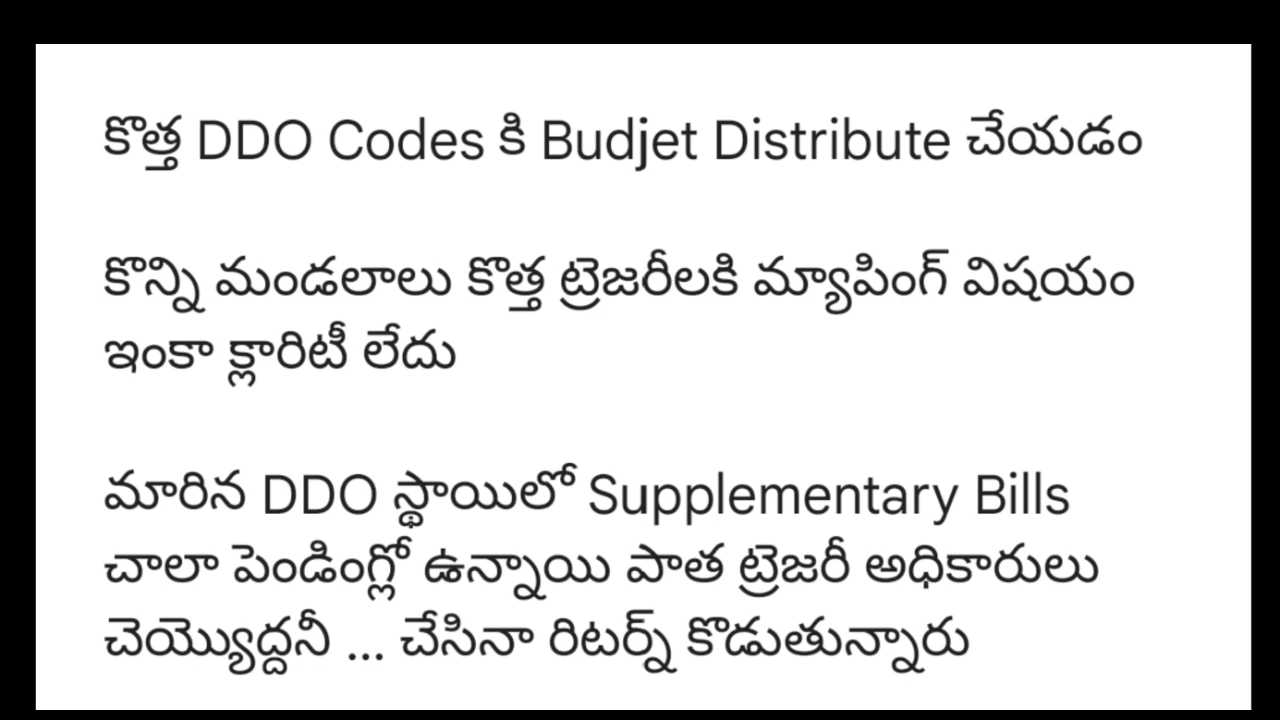 కొత్త DDO Codes కి Budjet Distribute చేయడం
కొన్ని మండలాలు కొత్త ట్రెజరీలకి మ్యాపింగ్ విషయం
ఇంకా క్లారిటీ లేదు
మారిన DDO స్థాయిలో Supplementary Bills
చాలా పెండింగ్లో ఉన్నాయి పాత ట్రెజరీ అధికారులు
చెయ్యొద్దనీ ... చేసినా రిటర్న్ కొడుతున్నారు